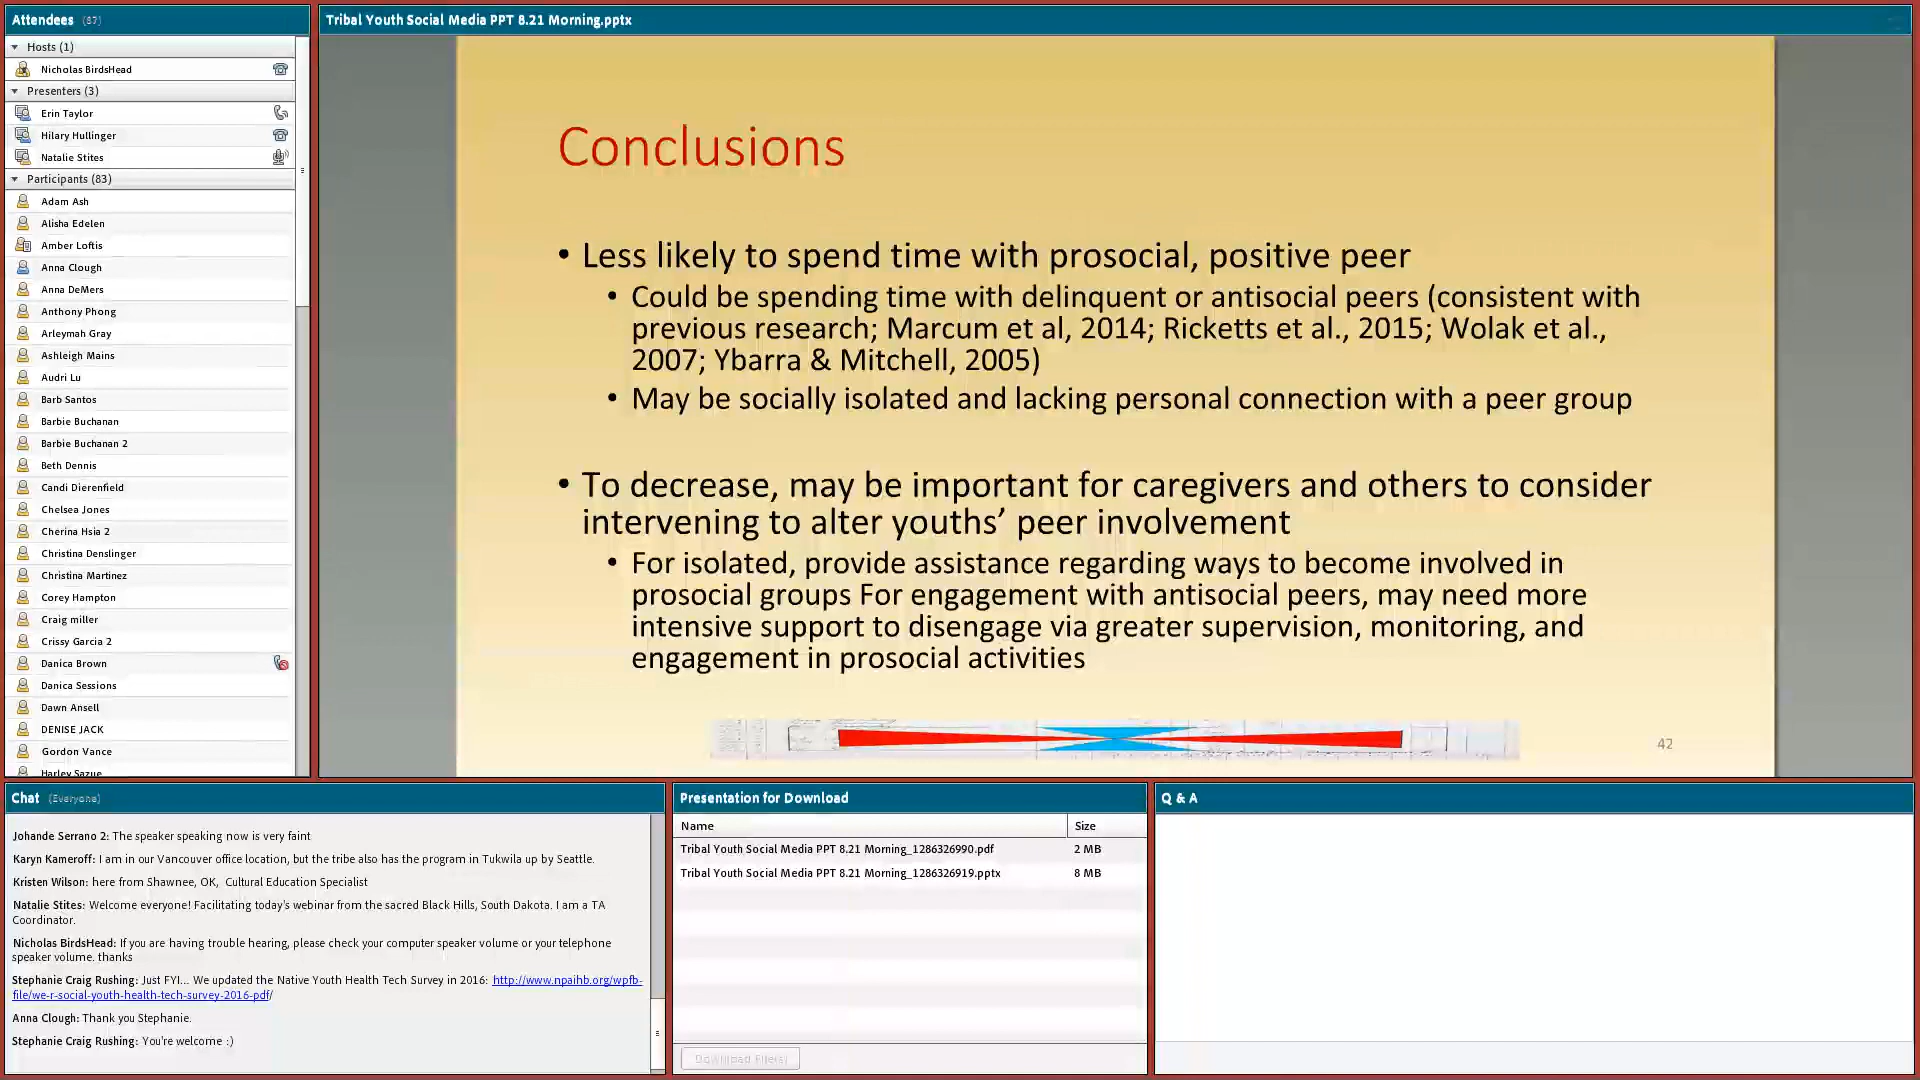 Attendees (87)
Hosts (1)
Nicholas BirdsHead
Presenters (3)
Erin Taylor
Hilary Hullinger
Natalie Stites
Participants (83)
Adam Ash
Alisha Edelen
Amber Loftis
Anna Clough
Anna DeMers
Anthony Phong
Arleymah Gray
Ashleigh Mains
Audri Lu
Barb Santos
Barbie Buchanan
Barbie Buchanan 2
Beth Dennis
Candi Dierenfield
Chelsea Jones
Cherina Hsia 2
Christina Denslinger
Christina Martinez
Corey Hampton
Craig miller
Crissy Garcia 2
Danica Brown
Danica Sessions
Dawn Ansell
DENISE JACK
Gordon Vance
Harley Sazue
Tribal Youth Social Media PPT 8.21 Morning.pptx
Conclusions
• Less likely to spend time with prosocial, positive peer
• Could be spending time with delinquent or antisocial peers (consistent with
previous research; Marcum et al, 2014; Ricketts et al., 2015; Wolak et al.,
2007; Ybarra & Mitchell, 2005)
• May be socially isolated and lacking personal connection with a peer group
• To decrease, may be important for caregivers and others to consider
intervening to alter youths’ peer involvement
• For isolated, provide assistance regarding ways to become involved in
prosocial groups For engagement with antisocial peers, may need more
intensive support to disengage via greater supervision, monitoring, and
engagement in prosocial activities
42
Chat (Everyone)
Johande Serrano 2: The speaker speaking now is very faint
Karyn Kameroff: I am in our Vancouver office location, but the tribe also has the program in Tukwila up by Seattle.
Kristen Wilson: here from Shawnee, OK, Cultural Education Specialist
Natalie Stites: Welcome everyone! Facilitating today's webinar from the sacred Black Hills, South Dakota. I am a TA
Coordinator.
Nicholas BirdsHead: If you are having trouble hearing, please check your computer speaker volume or your telephone
speaker volume. thanks
Stephanie Craig Rushing: Just FYI... We updated the Native Youth Health Tech Survey in 2016: http://www.npaihb.org/wpfb-
file/we-r-social-youth-health-tech-survey-2016-pdf/
Anna Clough: Thank you Stephanie.
Stephanie Craig Rushing: You're welcome :)
Presentation for Download
Name Size
Tribal Youth Social Media PPT 8.21 Morning_1286326990.pdf 2 MB
Tribal Youth Social Media PPT 8.21 Morning_1286326919.pptx 8 MB
Download File(s)
Q & A